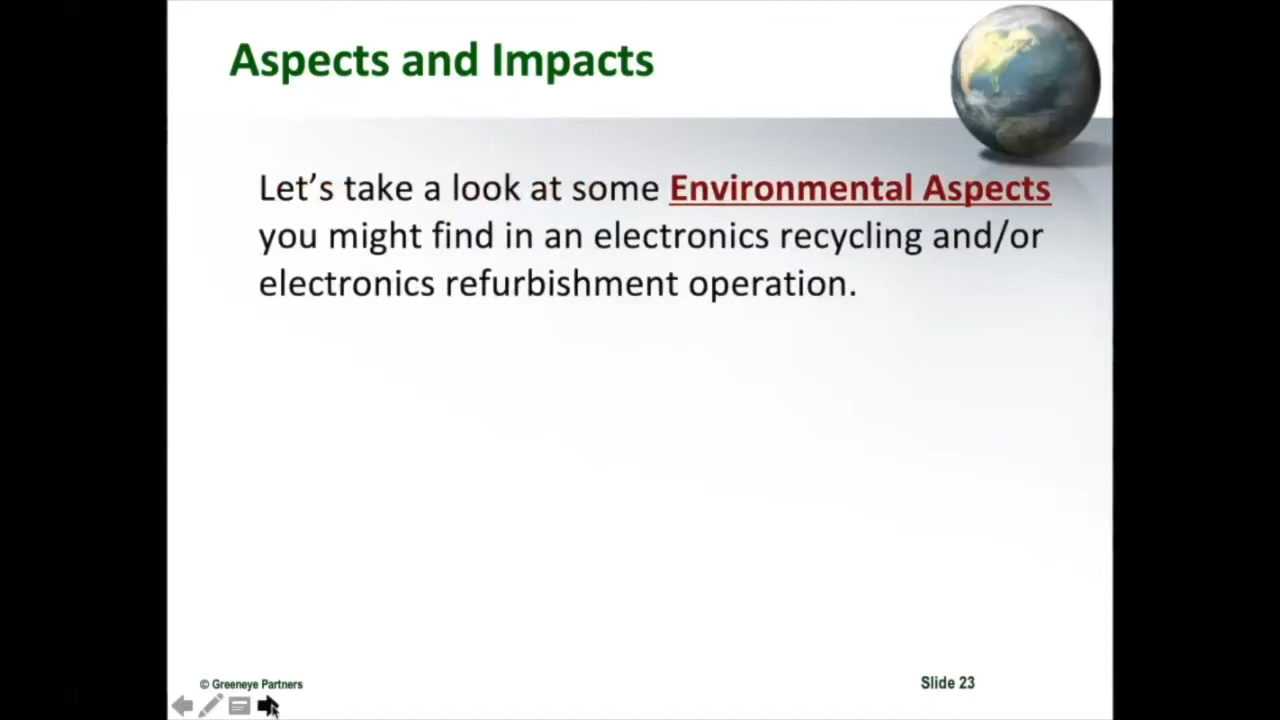 Aspects and Impacts
Let’s take a look at some Environmental Aspects
you might find in an electronics recycling and/or
electronics refurbishment operation.
© Greeneye Partners
Slide 23